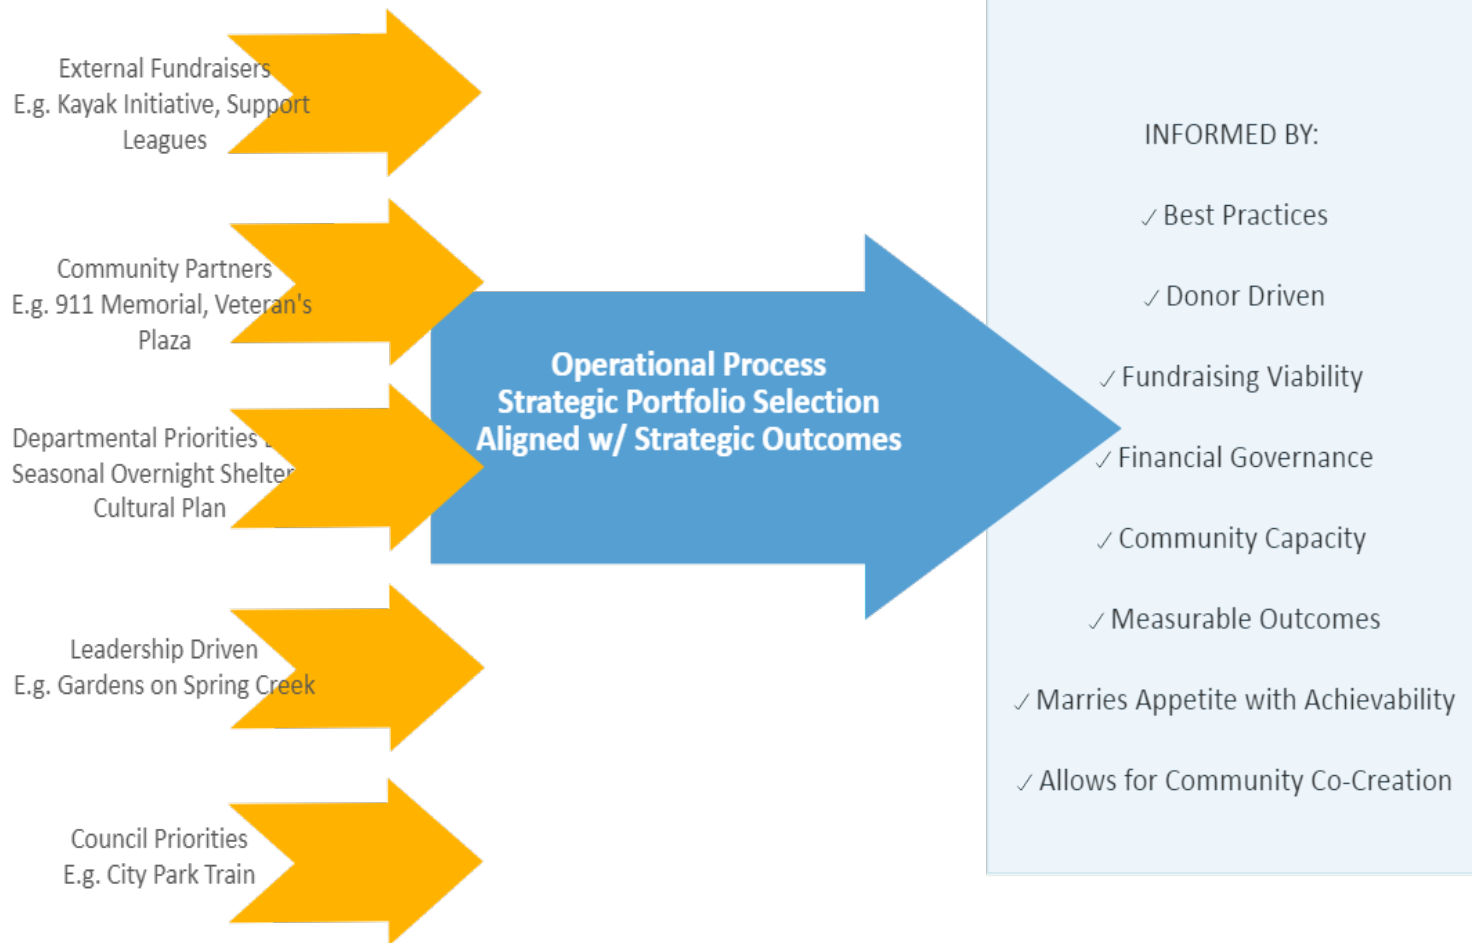 External Fundraisers
E.g. Kayak Initiative, Support
Leagues
Community Partners
E.g. 911 Memorial, Veteran's
Plaza
Departmental Priorities
Seasonal Overnight Shelter
Cultural Plan
Leadership Driven
E.g. Gardens on Spring Creek
Council Priorities
E.g. City Park Train
Operational Process
Strategic Portfolio Selection
Aligned w/ Strategic Outcomes
INFORMED BY:
✓ Best Practices
✓ Donor Driven
✓ Fundraising Viability
✓ Financial Governance
✓ Community Capacity
✓ Measurable Outcomes
✓ Marries Appetite with Achievability
✓ Allows for Community Co-Creation